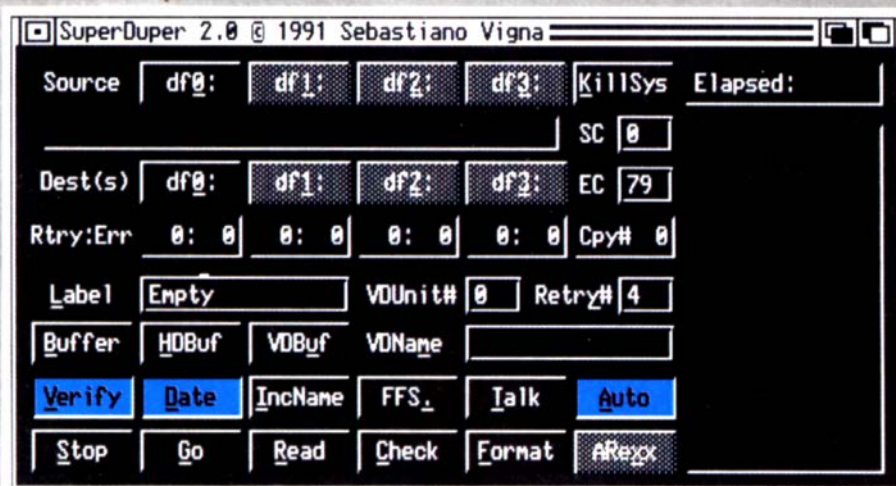 SuperDuper 2.0 © 1991 Sebastiano Vigna
Source df0: df1: df2: df3: KillSys Elapsed:
SC 0
Dest(s) df0: df1: df2: df3: EC 79
Rtry:Err 0: 0 0: 0 0: 0 0: 0 Cpy# 0
Label Empty VDUnit# 0 Retry# 4
Buffer HDBuf VDBuf VDName
Verify Date IncName FFS. Talk Auto
Stop Go Read Check Format ARexx